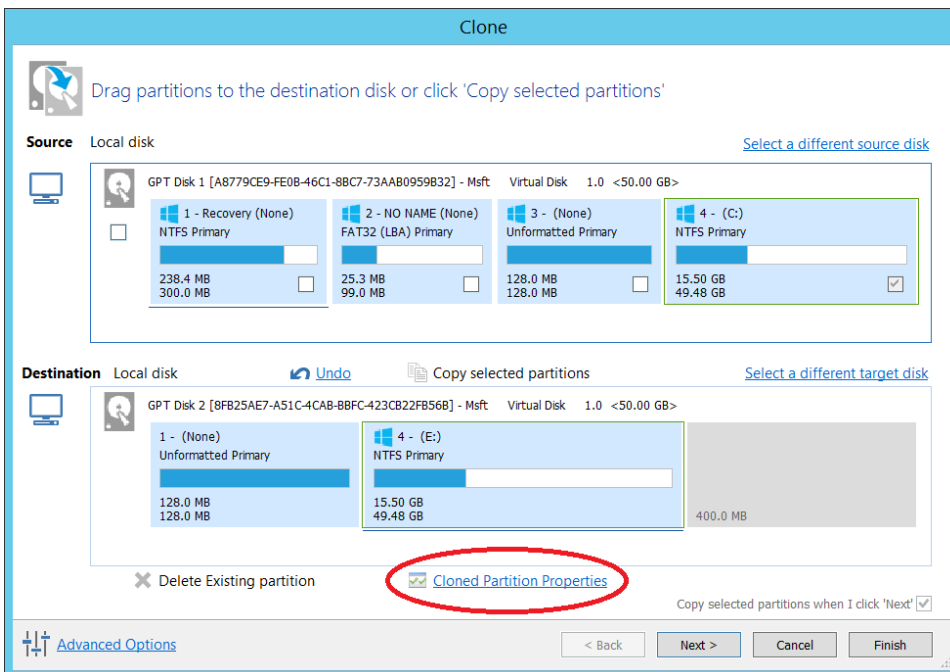 Clone
Drag partitions to the destination disk or click 'Copy selected partitions'
Source Local disk Select a different source disk
GPT Disk 1 [A8779CE9-FE0B-46C1-8BC7-73AAB0959B32] - Msft Virtual Disk 1.0 <50.00 GB>
1 - Recovery (None)
NTFS Primary
238.4 MB
300.0 MB
2 - NO NAME (None)
FAT32 (LBA) Primary
25.3 MB
99.0 MB
3 - (None)
Unformatted Primary
128.0 MB
128.0 MB
4 - (C:)
NTFS Primary
15.50 GB
49.48 GB
Destination Local disk Undo Copy selected partitions Select a different target disk
GPT Disk 2 [8FB25AE7-A51C-4CAB-BBFC-423CB22FB56B] - Msft Virtual Disk 1.0 <50.00 GB>
1 - (None)
Unformatted Primary
128.0 MB
128.0 MB
4 - (E:)
NTFS Primary
15.50 GB
49.48 GB
400.0 MB
Delete Existing partition Cloned Partition Properties
Copy selected partitions when I click 'Next'
Advanced Options < Back Next > Cancel Finish